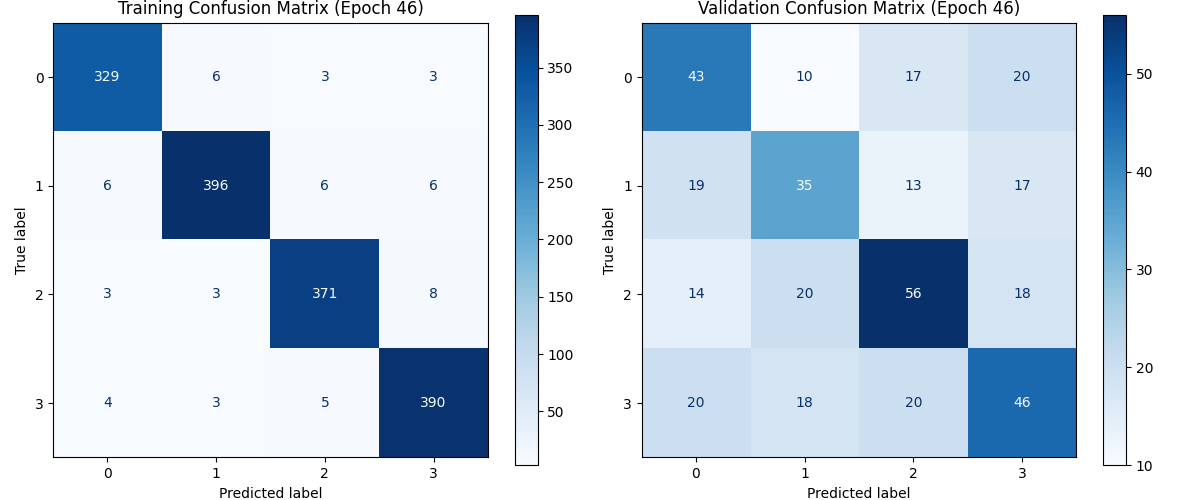 Training Confusion Matrix (Epoch 46)
True label
0
329 6 3 3
1
6 396 6 6
2
3 3 371 8
3
4 3 5 390
0 1 2 3
Predicted label
350
300
250
200
150
100
50
Validation Confusion Matrix (Epoch 46)
True label
0
43 10 17 20
1
19 35 13 17
2
14 20 56 18
3
20 18 20 46
0 1 2 3
Predicted label
50
40
30
20
10